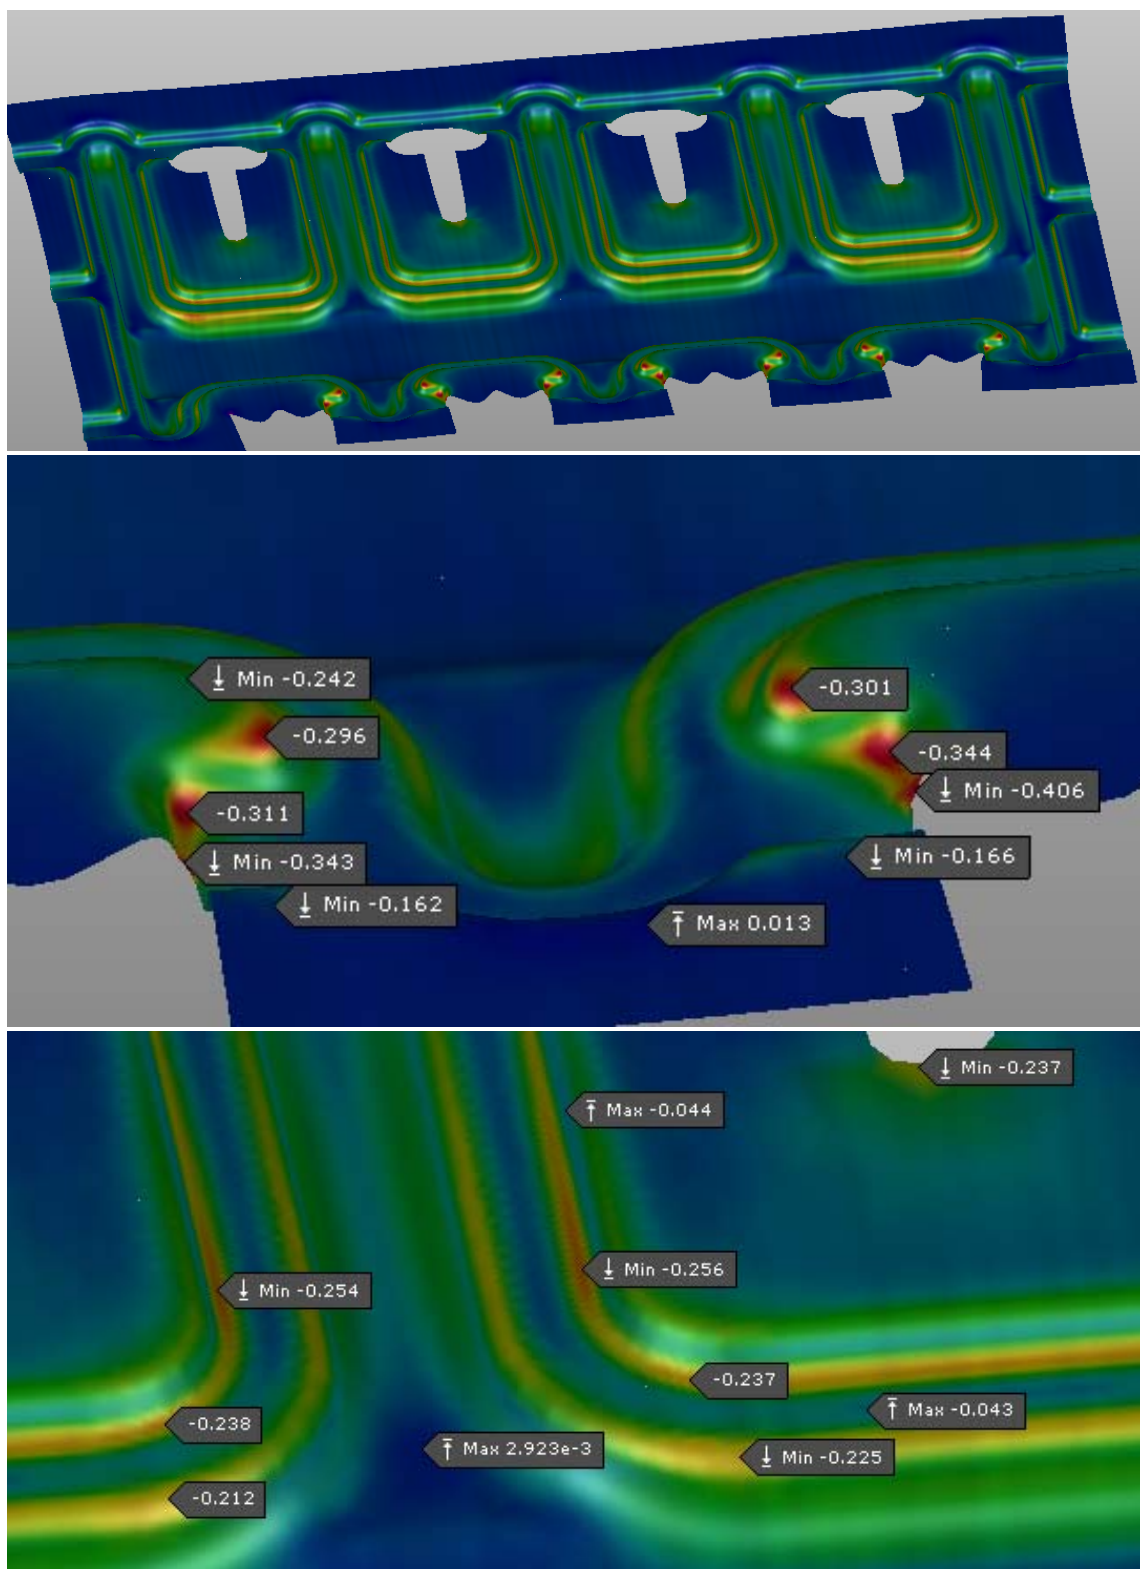 Min -0.242
-0.301
-0.296
-0.344
Min -0.406
-0.311
Min -0.343
Min -0.166
Min -0.162
Max 0.013
Min -0.237
Max -0.044
Min -0.256
Min -0.254
-0.237
Max -0.043
-0.238
Max 2.923e-3
Min -0.225
-0.212